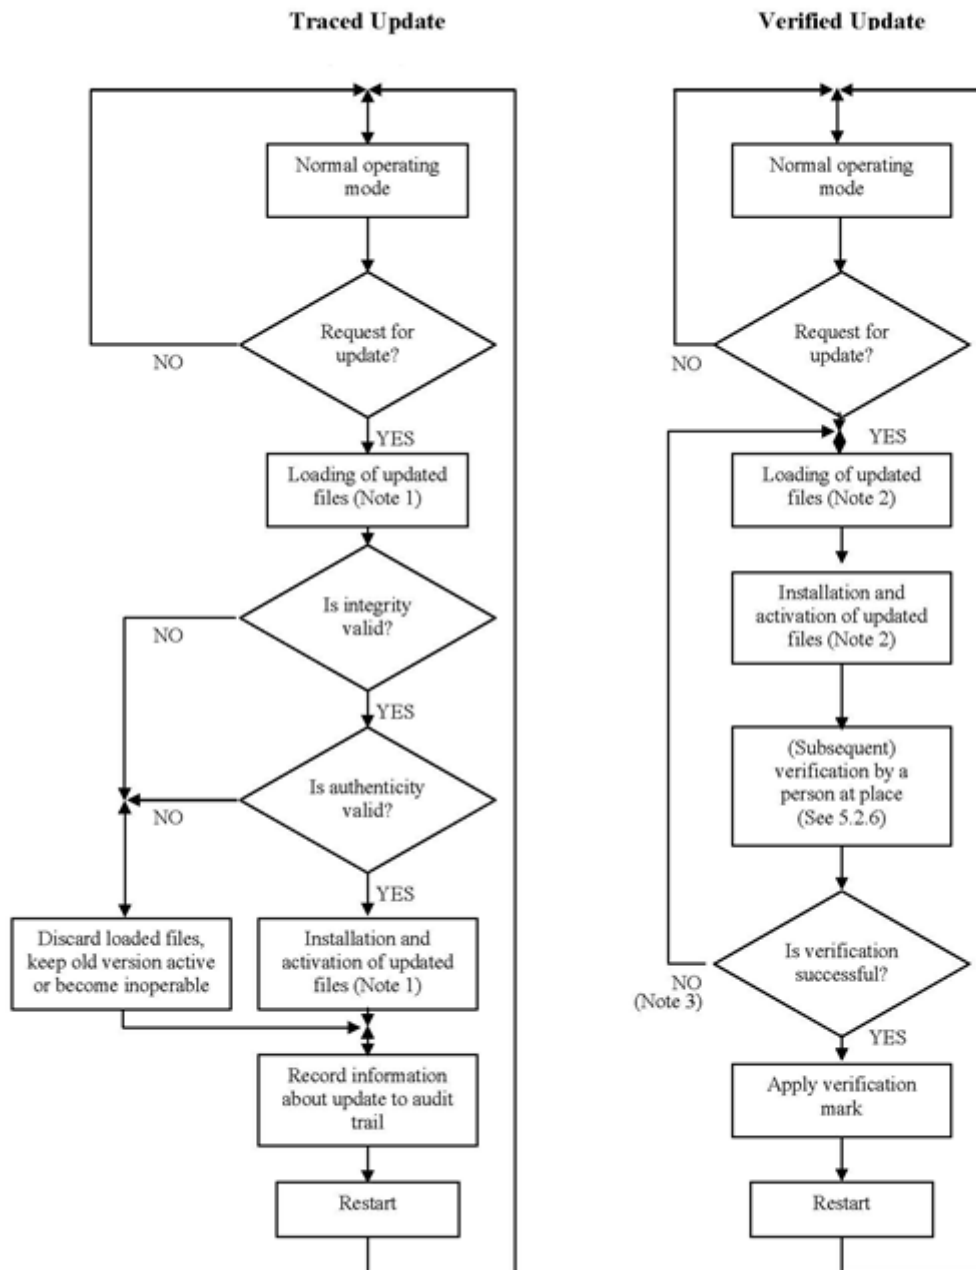 Traced Update
Normal operating
mode
Request for
update?
NO
YES
Loading of updated
files (Note 1)
Is integrity
valid?
NO
YES
Is authenticity
valid?
NO
YES
Discard loaded files,
keep old version active
or become inoperable
Installation and
activation of updated
files (Note 1)
Record information
about update to audit
trail
Restart
Verified Update
Normal operating
mode
Request for
update?
NO
YES
Loading of updated
files (Note 2)
Installation and
activation of updated
files (Note 2)
(Subsequent)
verification by a
person at place
(See 5.2.6)
Is verification
successful?
NO
(Note 3)
YES
Apply verification
mark
Restart